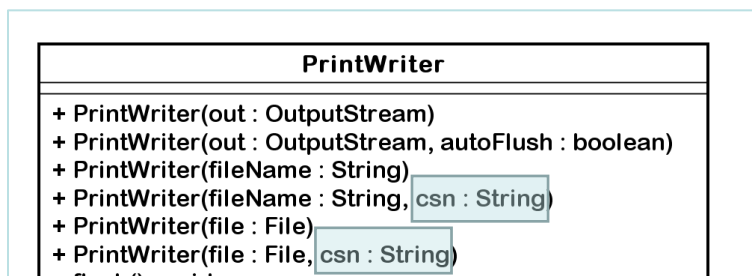 PrintWriter
+ PrintWriter(out : OutputStream)
+ PrintWriter(out : OutputStream, autoFlush : boolean)
+ PrintWriter(fileName : String)
+ PrintWriter(fileName : String, csn : String)
+ PrintWriter(file : File)
+ PrintWriter(file : File, csn : String)